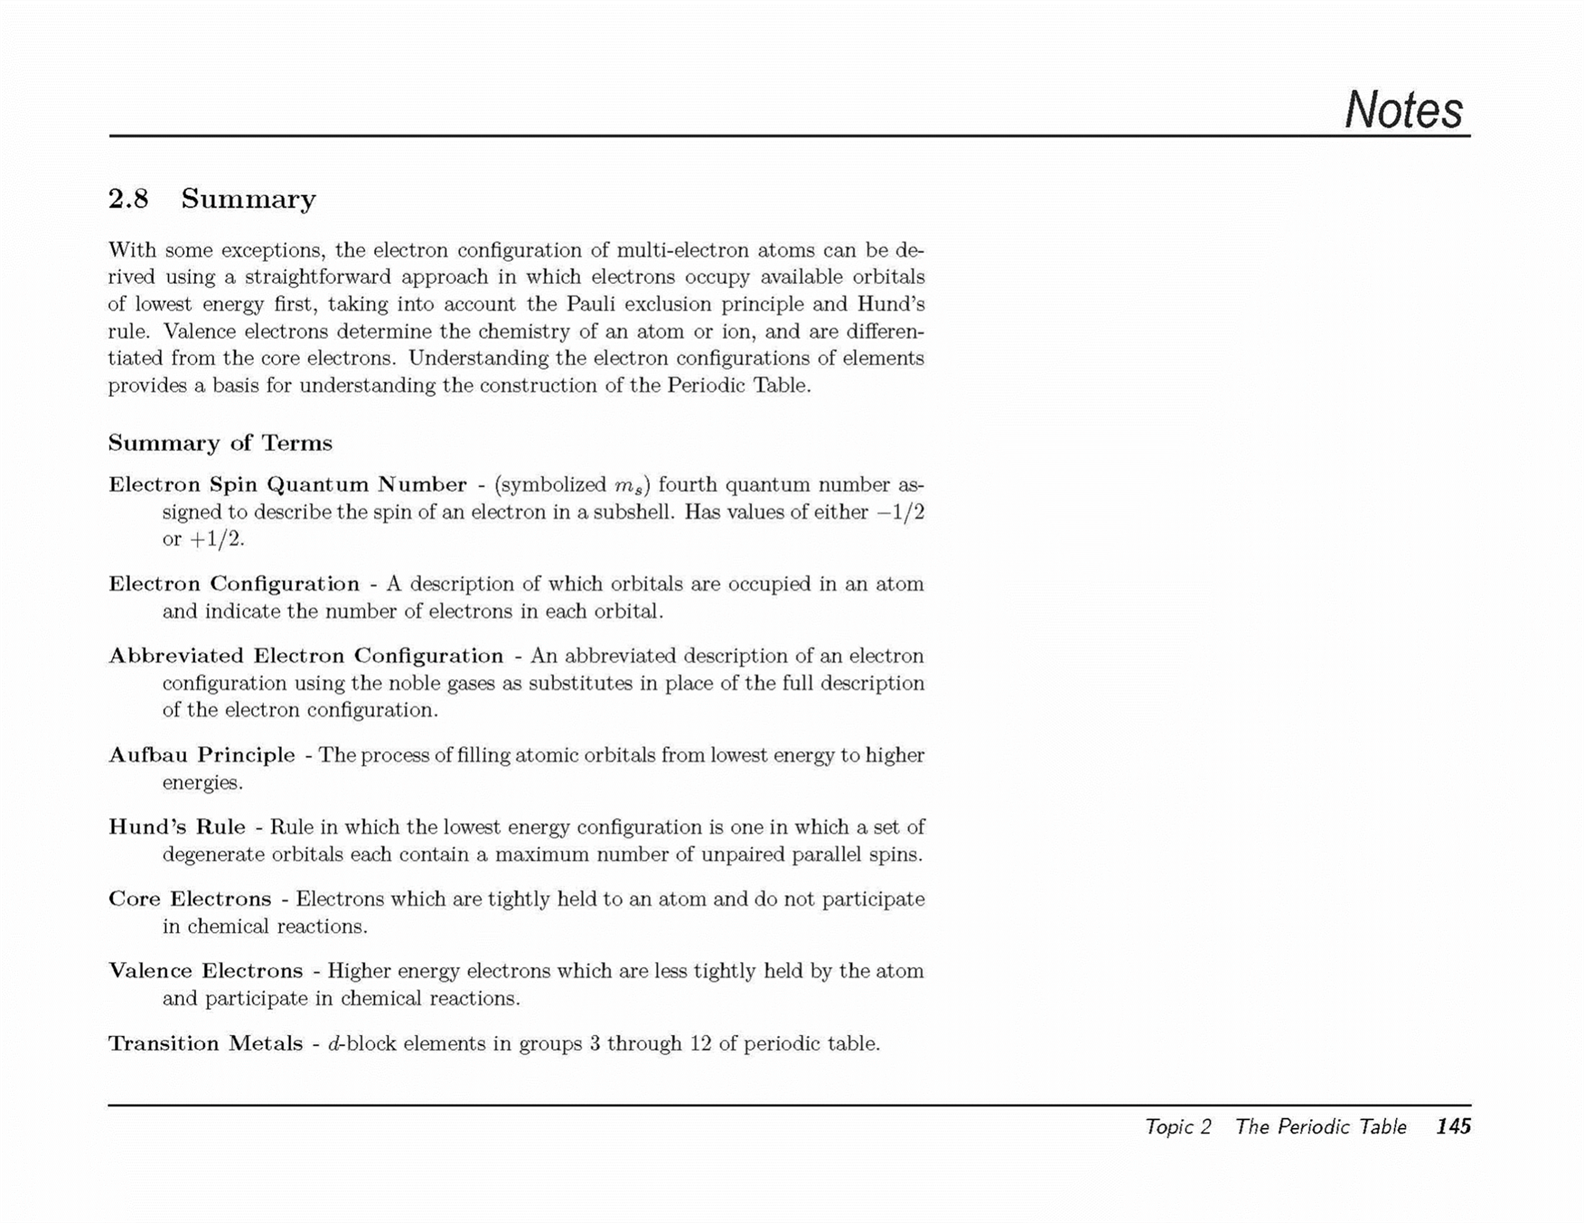 Notes
2.8 Summary
With some exceptions, the electron configuration of multi-electron atoms can be de-
rived using a straightforward approach in which electrons occupy available orbitals
of lowest energy first, taking into account the Pauli exclusion principle and Hund's
rule. Valence electrons determine the chemistry of an atom or ion, and are differen-
tiated from the core electrons. Understanding the electron configurations of elements
provides a basis for understanding the construction of the Periodic Table.
Summary of Terms
Electron Spin Quantum Number - (symbolized mₛ) fourth quantum number as-
signed to describe the spin of an electron in a subshell. Has values of either −1/2
or +1/2.
Electron Configuration - A description of which orbitals are occupied in an atom
and indicate the number of electrons in each orbital.
Abbreviated Electron Configuration - An abbreviated description of an electron
configuration using the noble gases as substitutes in place of the full description
of the electron configuration.
Aufbau Principle - The process of filling atomic orbitals from lowest energy to higher
energies.
Hund's Rule - Rule in which the lowest energy configuration is one in which a set of
degenerate orbitals each contain a maximum number of unpaired parallel spins.
Core Electrons - Electrons which are tightly held to an atom and do not participate
in chemical reactions.
Valence Electrons - Higher energy electrons which are less tightly held by the atom
and participate in chemical reactions.
Transition Metals - d-block elements in groups 3 through 12 of periodic table.
Topic 2 The Periodic Table 145